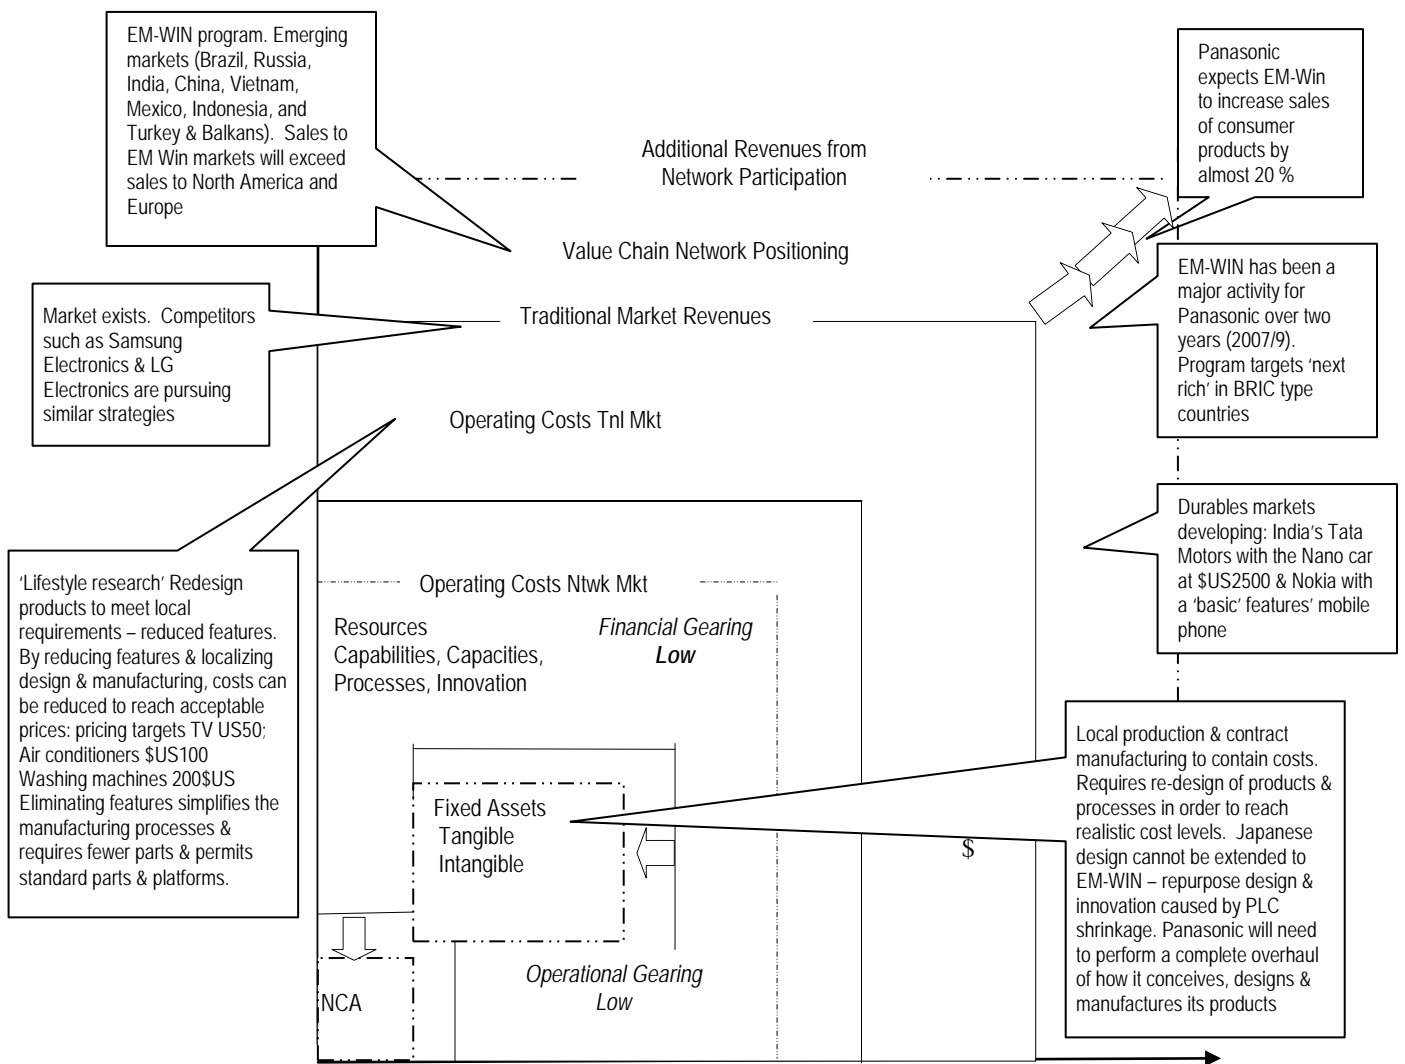 EM-WIN program. Emerging
markets (Brazil, Russia,
India, China, Vietnam,
Mexico, Indonesia, and
Turkey & Balkans).  Sales to
EM Win markets will exceed
sales to North America and
Europe
Panasonic
expects EM-Win
to increase sales
of consumer
products by
almost 20 %
Additional Revenues from
Network Participation
Value Chain Network Positioning
EM-WIN has been a
major activity for
Panasonic over two
years (2007/9).
Program targets ‘next
rich’ in BRIC type
countries
Market exists.  Competitors
such as Samsung
Electronics & LG
Electronics are pursuing
similar strategies
Traditional Market Revenues
Operating Costs Tnl Mkt
Durables markets
developing: India’s Tata
Motors with the Nano car
at $US2500 & Nokia with
a ‘basic’ features’ mobile
phone
‘Lifestyle research’ Redesign
products to meet local
requirements – reduced features.
By reducing features & localizing
design & manufacturing, costs can
be reduced to reach acceptable
prices: pricing targets TV US50;
Air conditioners $US100
Washing machines 200$US
Eliminating features simplifies the
manufacturing processes &
requires fewer parts & permits
standard parts & platforms.
Operating Costs Ntwk Mkt
Resources
Capabilities, Capacities,
Processes, Innovation
Financial Gearing
Low
Fixed Assets
Tangible
Intangible
$
Local production & contract
manufacturing to contain costs.
Requires re-design of products &
processes in order to reach
realistic cost levels.  Japanese
design cannot be extended to
EM-WIN – repurpose design &
innovation caused by PLC
shrinkage. Panasonic will need
to perform a complete overhaul
of how it conceives, designs &
manufactures its products
Operational Gearing
Low
NCA